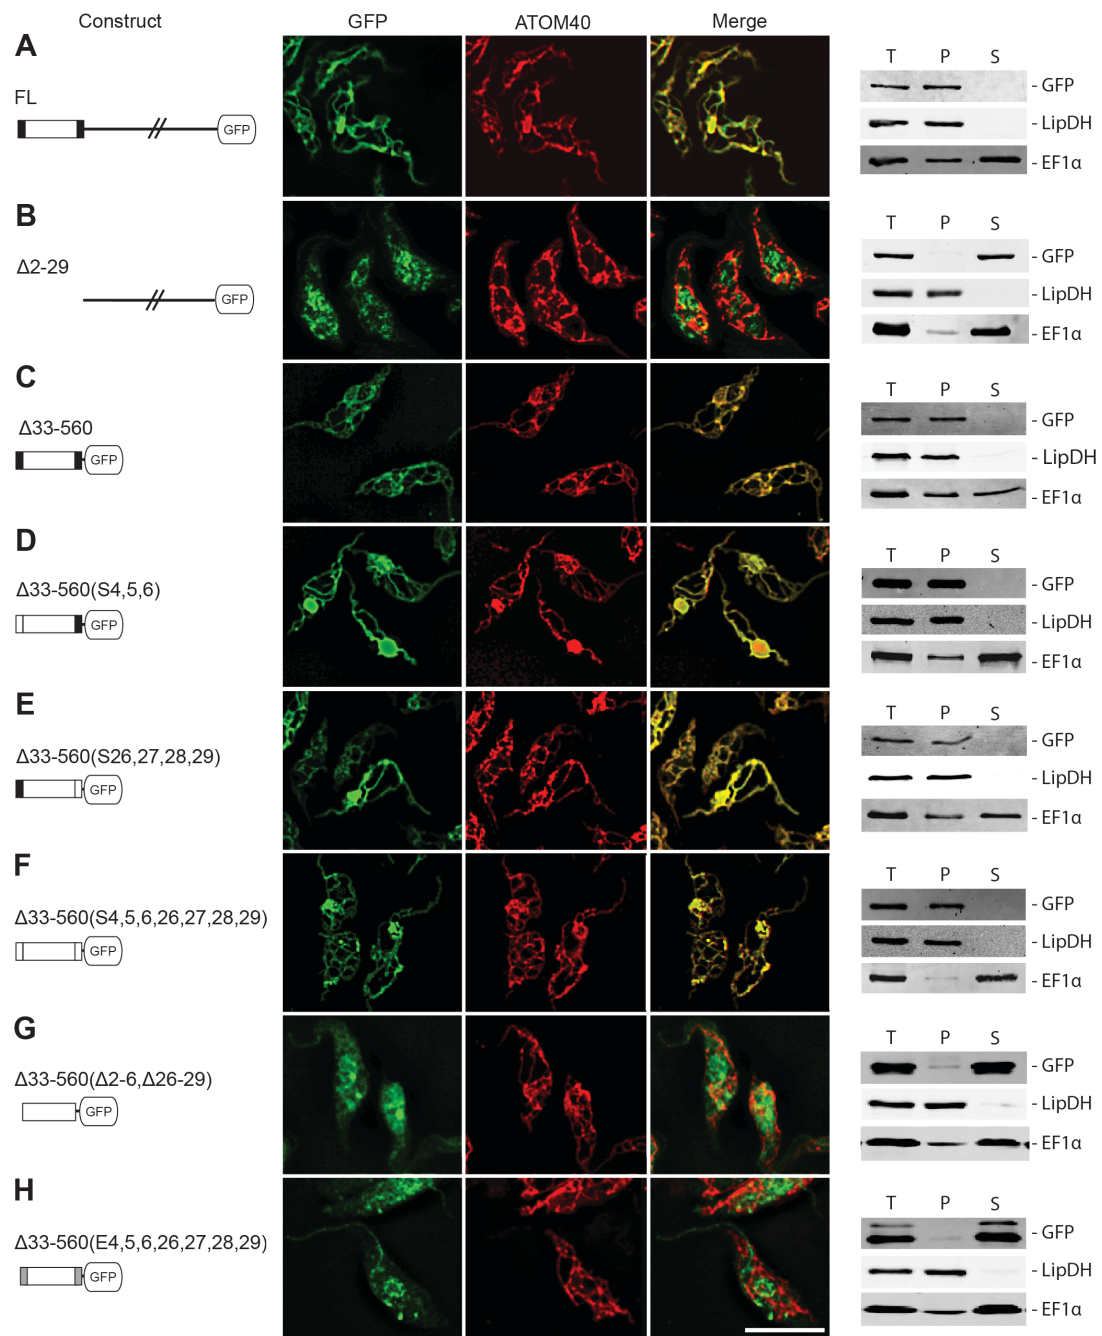 Construct GFP ATOM40 Merge
A
FL
GFP
T P S
- GFP
- LipDH
- EF1α
B
Δ2-29
GFP
T P S
- GFP
- LipDH
- EF1α
C
Δ33-560
GFP
T P S
- GFP
- LipDH
- EF1α
D
Δ33-560(S4,5,6)
GFP
T P S
- GFP
- LipDH
- EF1α
E
Δ33-560(S26,27,28,29)
GFP
T P S
- GFP
- LipDH
- EF1α
F
Δ33-560(S4,5,6,26,27,28,29)
GFP
T P S
- GFP
- LipDH
- EF1α
G
Δ33-560(Δ2-6,Δ26-29)
GFP
T P S
- GFP
- LipDH
- EF1α
H
Δ33-560(E4,5,6,26,27,28,29)
GFP
T P S
- GFP
- LipDH
- EF1α